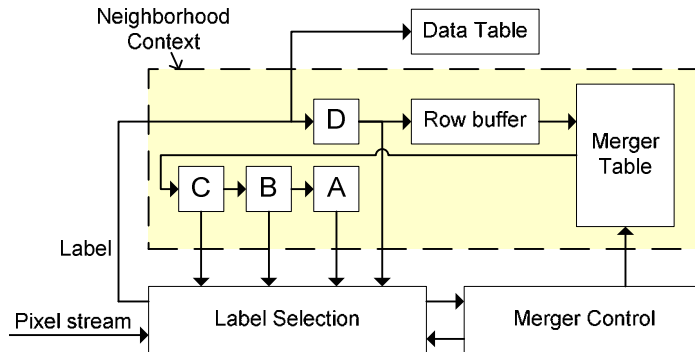 Neighborhood
Context
Data Table
D
Row buffer
Merger
Table
C
B
A
Label
Pixel stream
Label Selection
Merger Control